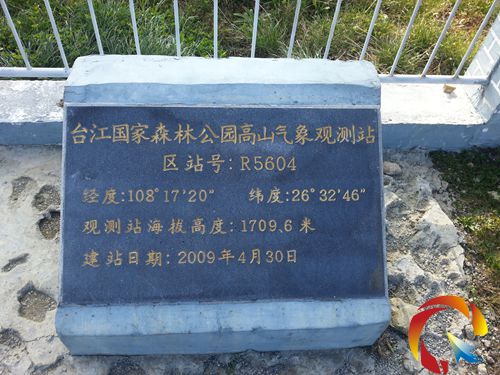 台江国家森林公园高山气象观测站
区站号: R5604
经度:108°17'20" 纬度:26°32'46"
观测站海拔高度: 1709.6 米
建站日期: 2009年4月30日